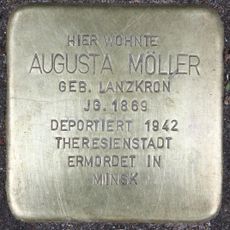 HIER WOHNTE
AUGUSTA MÖLLER
GEB. LANZKRON
JG. 1869
DEPORTIERT 1942
THERESIENSTADT
ERMORDET IN
MINSK